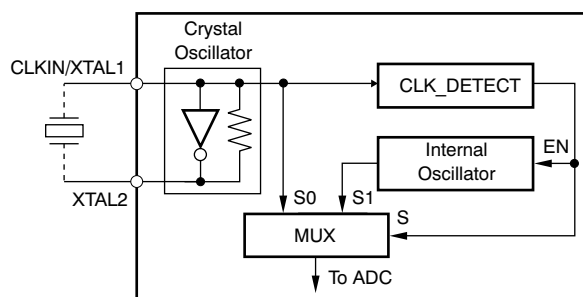 Crystal
Oscillator
CLKIN/XTAL1
CLK_DETECT
Internal
Oscillator
EN
XTAL2
S0
S1
S
MUX
To ADC